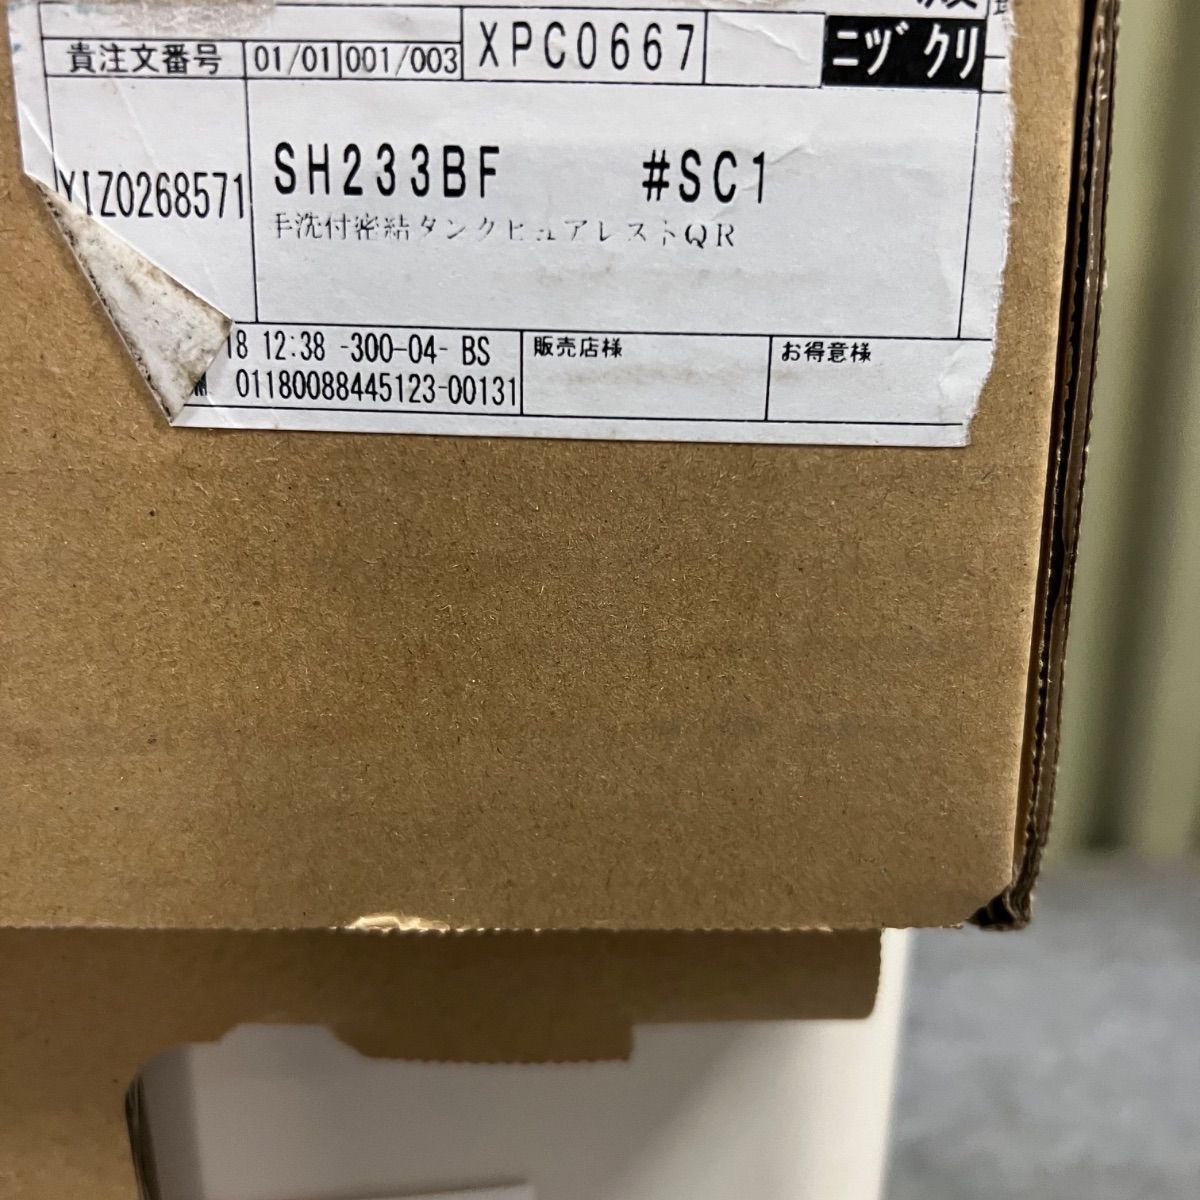 貴注文番号 01/01 001/003 XPC0667 ニヅクリ
Y1Z0268571
SH233BF #SC1
手洗付密結タンクピュアレストQR
18 12:38 -300-04- BS
01180088445123-00131
販売店様
お得意様